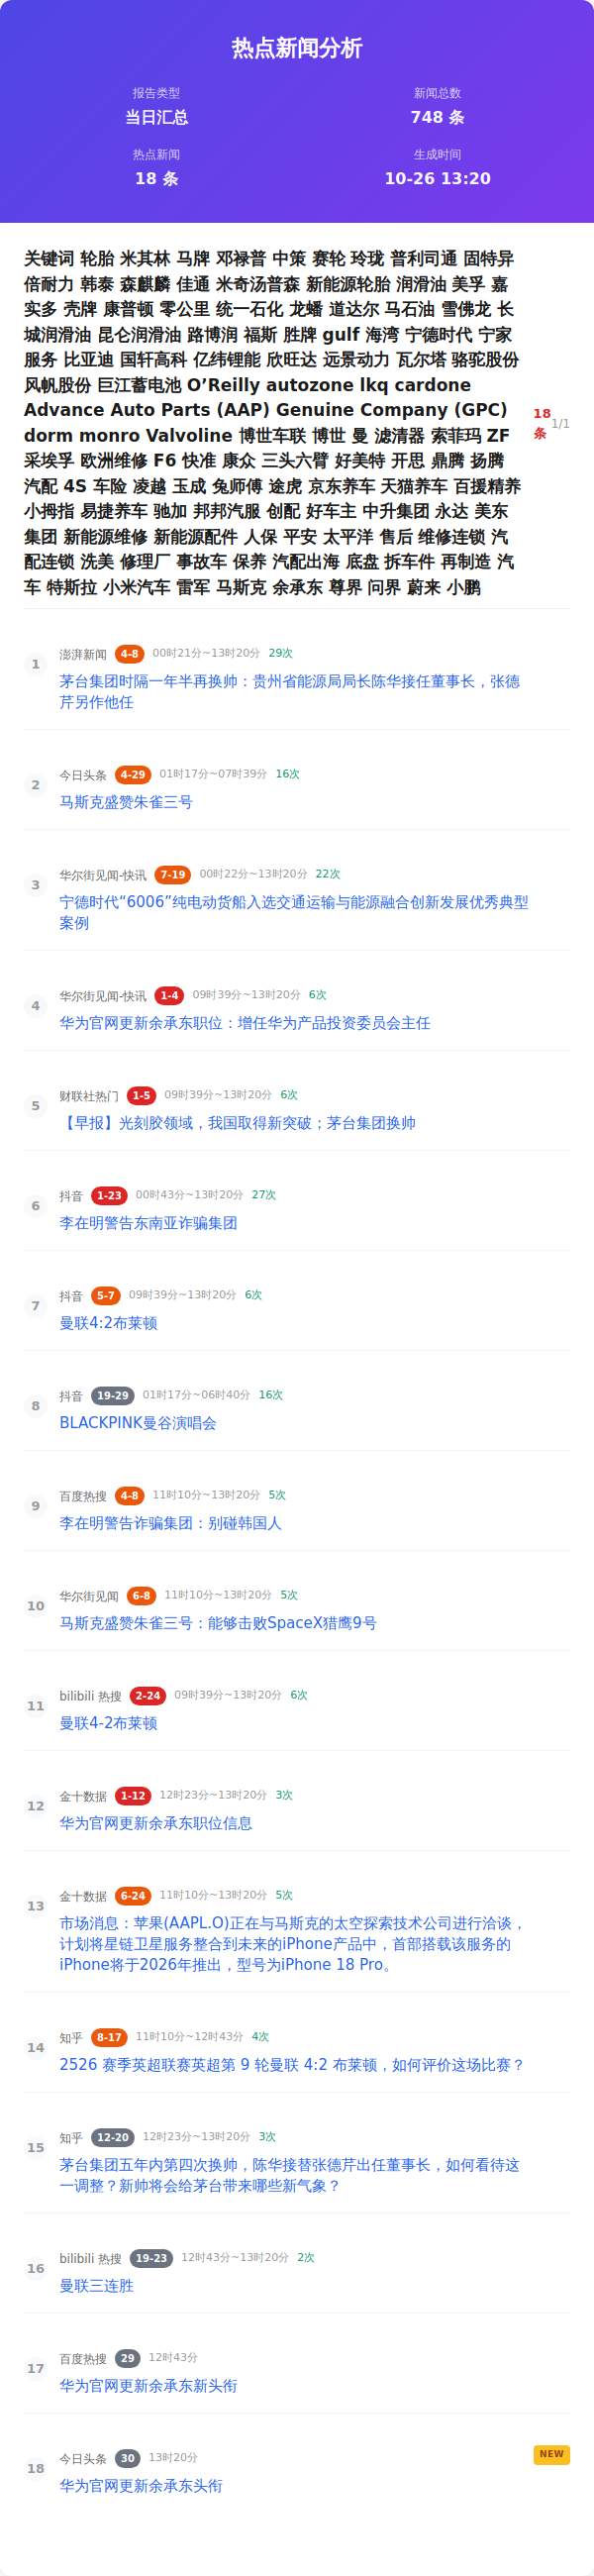 热点新闻分析
报告类型
当日汇总
新闻总数
748 条
热点新闻
18 条
生成时间
10-26 13:20
关键词 轮胎 米其林 马牌 邓禄普 中策 赛轮 玲珑 普利司通 固特异
倍耐力 韩泰 森麒麟 佳通 米奇汤普森 新能源轮胎 润滑油 美孚 嘉
实多 壳牌 康普顿 零公里 统一石化 龙蟠 道达尔 马石油 雪佛龙 长
城润滑油 昆仑润滑油 路博润 福斯 胜牌 gulf 海湾 宁德时代 宁家
服务 比亚迪 国轩高科 亿纬锂能 欣旺达 远景动力 瓦尔塔 骆驼股份
风帆股份 巨江蓄电池 O’Reilly autozone lkq cardone
Advance Auto Parts (AAP) Genuine Company (GPC)
dorm monro Valvoline 博世车联 博世 曼 滤清器 索菲玛 ZF
采埃孚 欧洲维修 F6 快准 康众 三头六臂 好美特 开思 鼎腾 扬腾
汽配 4S 车险 凌越 玉成 兔师傅 途虎 京东养车 天猫养车 百援精养
小拇指 易捷养车 驰加 邦邦汽服 创配 好车主 中升集团 永达 美东
集团 新能源维修 新能源配件 人保 平安 太平洋 售后 维修连锁 汽
配连锁 洗美 修理厂 事故车 保养 汽配出海 底盘 拆车件 再制造 汽
车 特斯拉 小米汽车 雷军 马斯克 余承东 尊界 问界 蔚来 小鹏
18
条
1/1
1
澎湃新闻 4-8 00时21分~13时20分 29次
茅台集团时隔一年半再换帅：贵州省能源局局长陈华接任董事长，张德
芹另作他任
2
今日头条 4-29 01时17分~07时39分 16次
马斯克盛赞朱雀三号
3
华尔街见闻-快讯 7-19 00时22分~13时20分 22次
宁德时代“6006”纯电动货船入选交通运输与能源融合创新发展优秀典型
案例
4
华尔街见闻-快讯 1-4 09时39分~13时20分 6次
华为官网更新余承东职位：增任华为产品投资委员会主任
5
财联社热门 1-5 09时39分~13时20分 6次
【早报】光刻胶领域，我国取得新突破；茅台集团换帅
6
抖音 1-23 00时43分~13时20分 27次
李在明警告东南亚诈骗集团
7
抖音 5-7 09时39分~13时20分 6次
曼联4:2布莱顿
8
抖音 19-29 01时17分~06时40分 16次
BLACKPINK曼谷演唱会
9
百度热搜 4-8 11时10分~13时20分 5次
李在明警告诈骗集团：别碰韩国人
10
华尔街见闻 6-8 11时10分~13时20分 5次
马斯克盛赞朱雀三号：能够击败SpaceX猎鹰9号
11
bilibili 热搜 2-24 09时39分~13时20分 6次
曼联4-2布莱顿
12
金十数据 1-12 12时23分~13时20分 3次
华为官网更新余承东职位信息
13
金十数据 6-24 11时10分~13时20分 5次
市场消息：苹果(AAPL.O)正在与马斯克的太空探索技术公司进行洽谈，
计划将星链卫星服务整合到未来的iPhone产品中，首部搭载该服务的
iPhone将于2026年推出，型号为iPhone 18 Pro。
14
知乎 8-17 11时10分~12时43分 4次
2526 赛季英超联赛英超第 9 轮曼联 4:2 布莱顿，如何评价这场比赛？
15
知乎 12-20 12时23分~13时20分 3次
茅台集团五年内第四次换帅，陈华接替张德芹出任董事长，如何看待这
一调整？新帅将会给茅台带来哪些新气象？
16
bilibili 热搜 19-23 12时43分~13时20分 2次
曼联三连胜
17
百度热搜 29 12时43分
华为官网更新余承东新头衔
18
今日头条 30 13时20分
NEW
华为官网更新余承东头衔